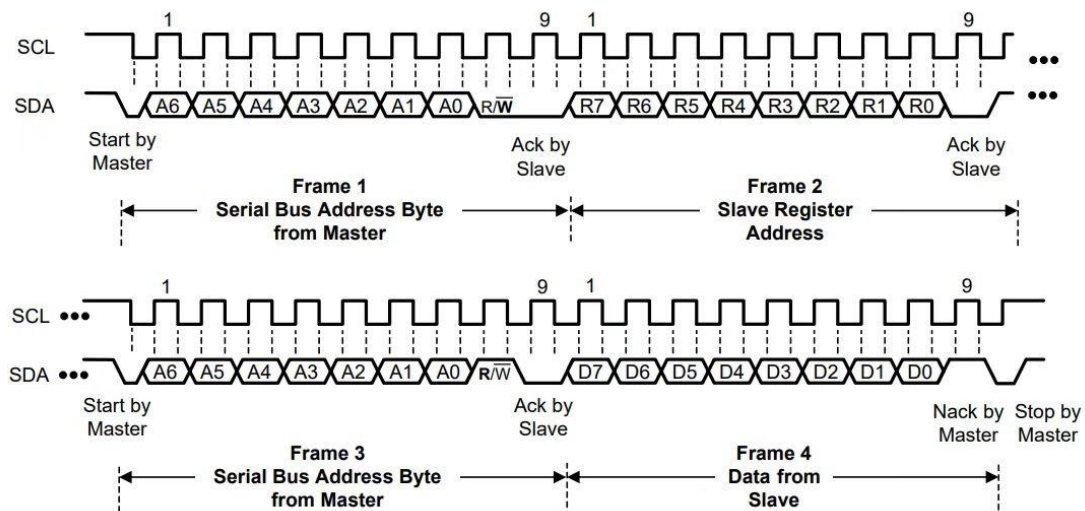 1 9 1 9
SCL
•••
SDA A6 A5 A4 A3 A2 A1 A0 R/W̅ R7 R6 R5 R4 R3 R2 R1 R0 •••
Start by Ack by Ack by
Master Slave Slave
Frame 1 Frame 2
Serial Bus Address Byte Slave Register
from Master Address
1 9 1 9
SCL •••
SDA ••• A6 A5 A4 A3 A2 A1 A0 R/W̅ D7 D6 D5 D4 D3 D2 D1 D0
Start by Ack by Nack by Stop by
Master Slave Master Master
Frame 3 Frame 4
Serial Bus Address Byte Data from
from Master Slave